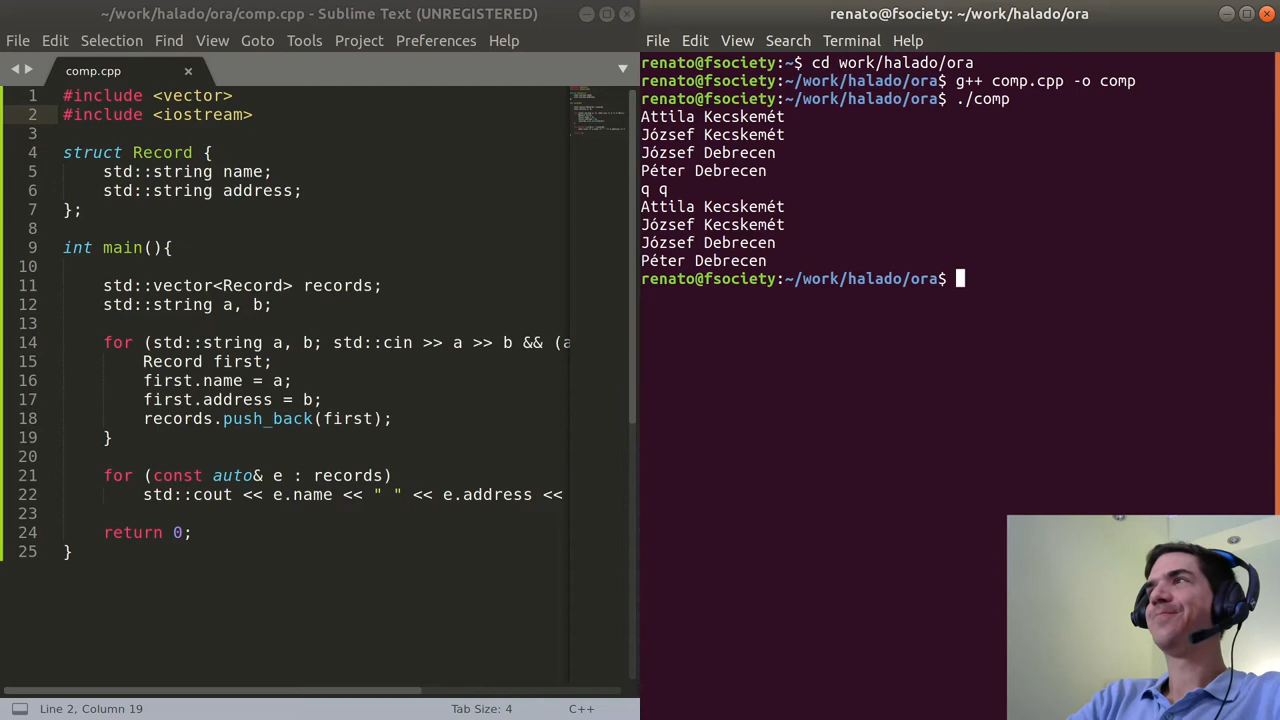 ~/work/halado/ora/comp.cpp - Sublime Text (UNREGISTERED)
File Edit Selection Find View Goto Tools Project Preferences Help
comp.cpp
1 #include <vector>
2 #include <iostream>
3
4 struct Record {
5 std::string name;
6 std::string address;
7 };
8
9 int main(){
10
11 std::vector<Record> records;
12 std::string a, b;
13
14 for (std::string a, b; std::cin >> a >> b && (a
15 Record first;
16 first.name = a;
17 first.address = b;
18 records.push_back(first);
19 }
20
21 for (const auto& e : records)
22 std::cout << e.name << " " << e.address <<
23
24 return 0;
25 }
Line 2, Column 19
Tab Size: 4
C++
renato@fsociety: ~/work/halado/ora
File Edit View Search Terminal Help
renato@fsociety:~$ cd work/halado/ora
renato@fsociety:~/work/halado/ora$ g++ comp.cpp -o comp
renato@fsociety:~/work/halado/ora$ ./comp
Attila Kecskemét
József Kecskemét
József Debrecen
Péter Debrecen
q q
Attila Kecskemét
József Kecskemét
József Debrecen
Péter Debrecen
renato@fsociety:~/work/halado/ora$